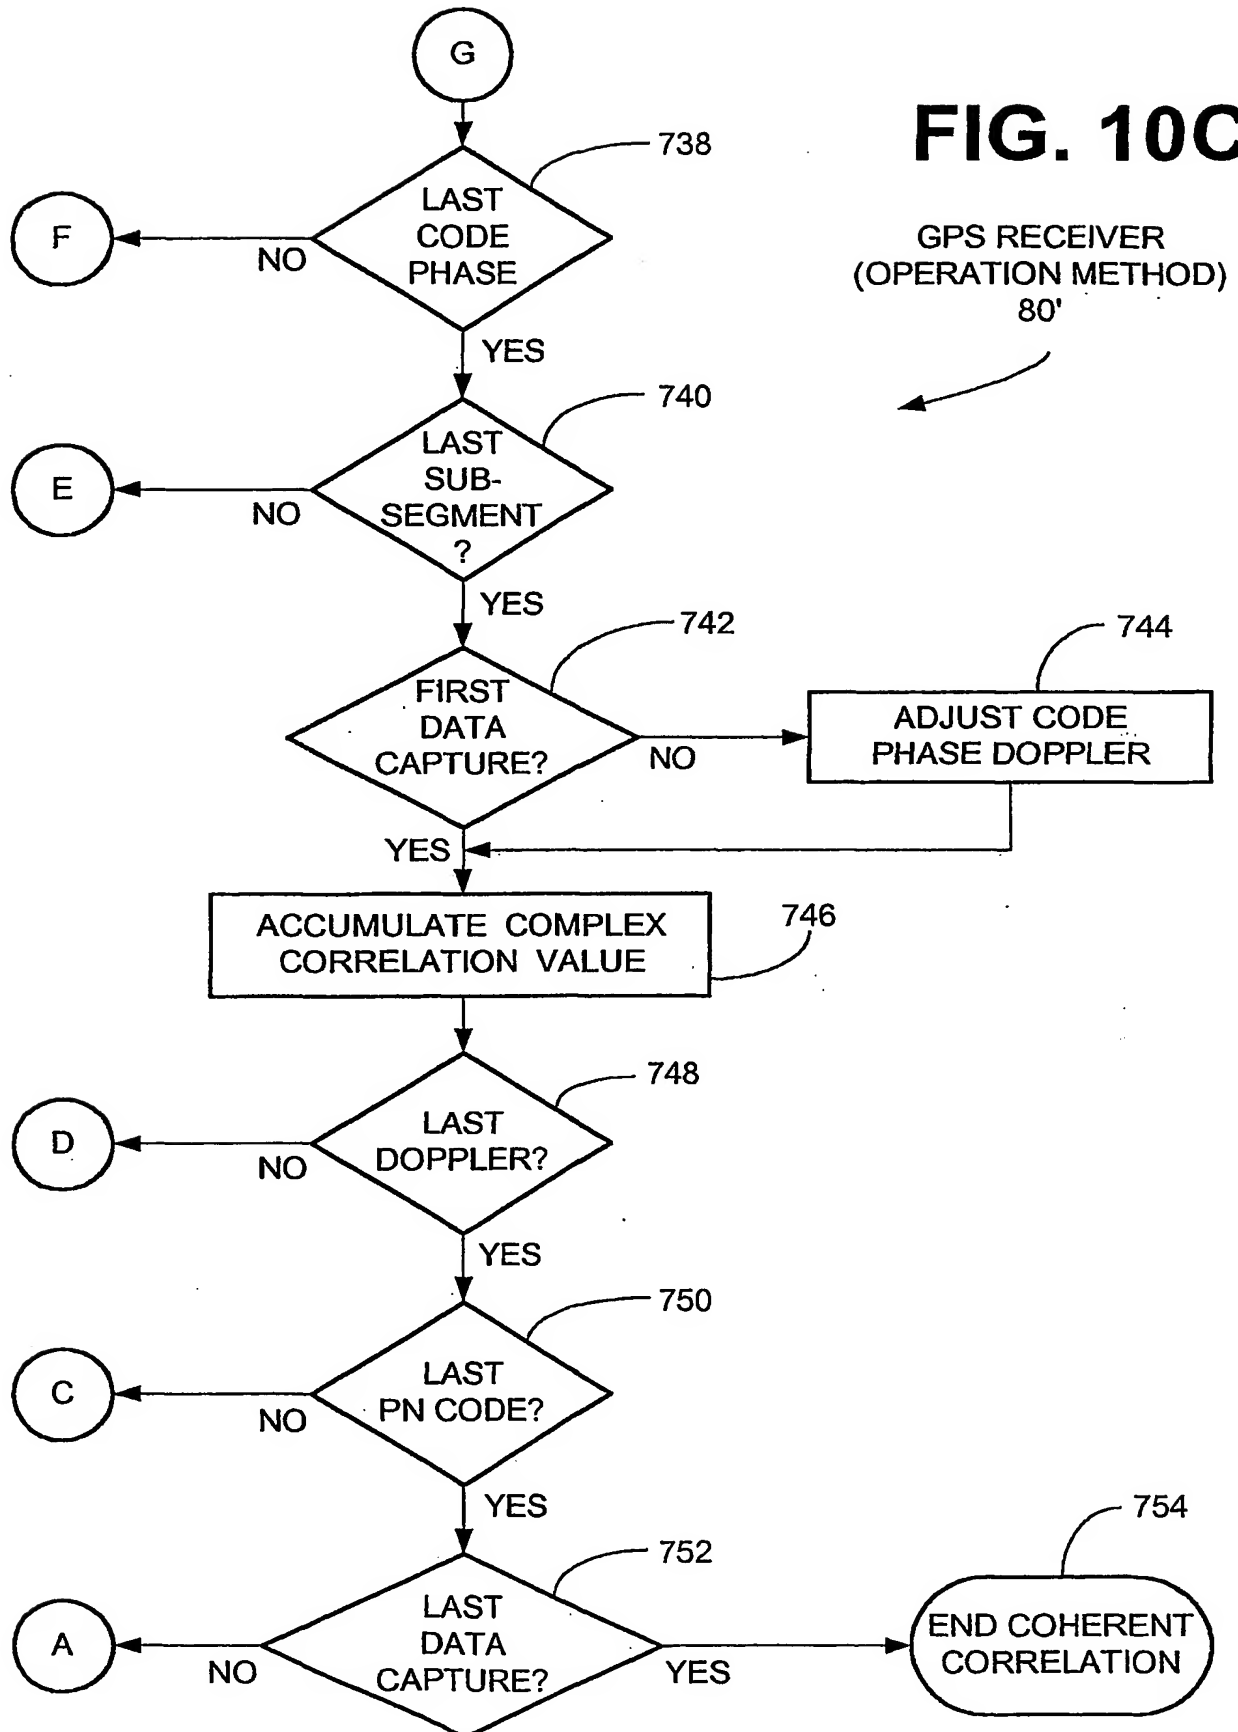 G
FIG. 10C
738
LAST
CODE
PHASE
F
NO
GPS RECEIVER
(OPERATION METHOD)
80'
YES
740
LAST
SUB-
SEGMENT
?
E
NO
YES
742
744
FIRST
DATA
CAPTURE?
NO
ADJUST CODE
PHASE DOPPLER
YES
ACCUMULATE COMPLEX
CORRELATION VALUE
746
748
LAST
DOPPLER?
D
NO
YES
750
LAST
PN CODE?
C
NO
YES
754
752
LAST
DATA
CAPTURE?
A
NO
YES
END COHERENT
CORRELATION